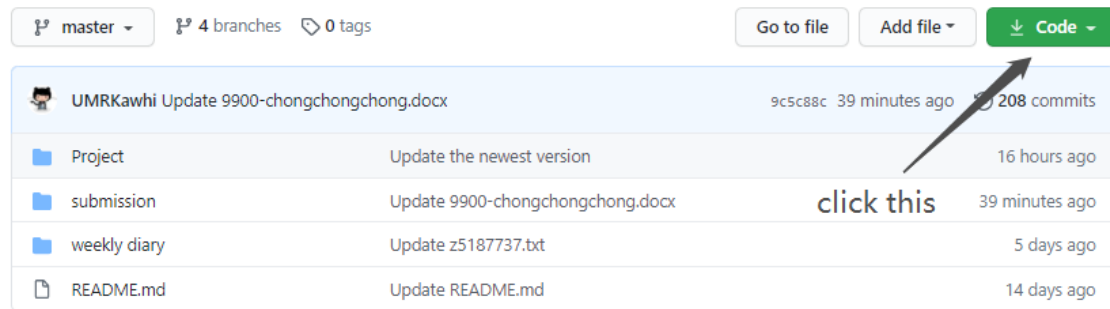 master 4 branches 0 tags Go to file Add file Code
UMRKawhi Update 9900-chongchongchong.docx 9c5c88c 39 minutes ago 208 commits
Project Update the newest version 16 hours ago
submission Update 9900-chongchongchong.docx click this 39 minutes ago
weekly diary Update z5187737.txt 5 days ago
README.md Update README.md 14 days ago